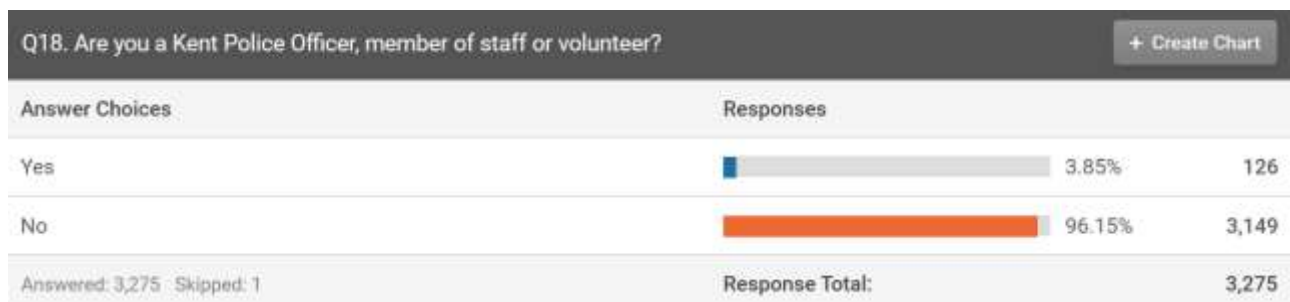 Q18. Are you a Kent Police Officer, member of staff or volunteer? + Create Chart
Answer Choices Responses
Yes 3.85% 126
No 96.15% 3,149
Answered: 3,275 Skipped: 1 Response Total: 3,275